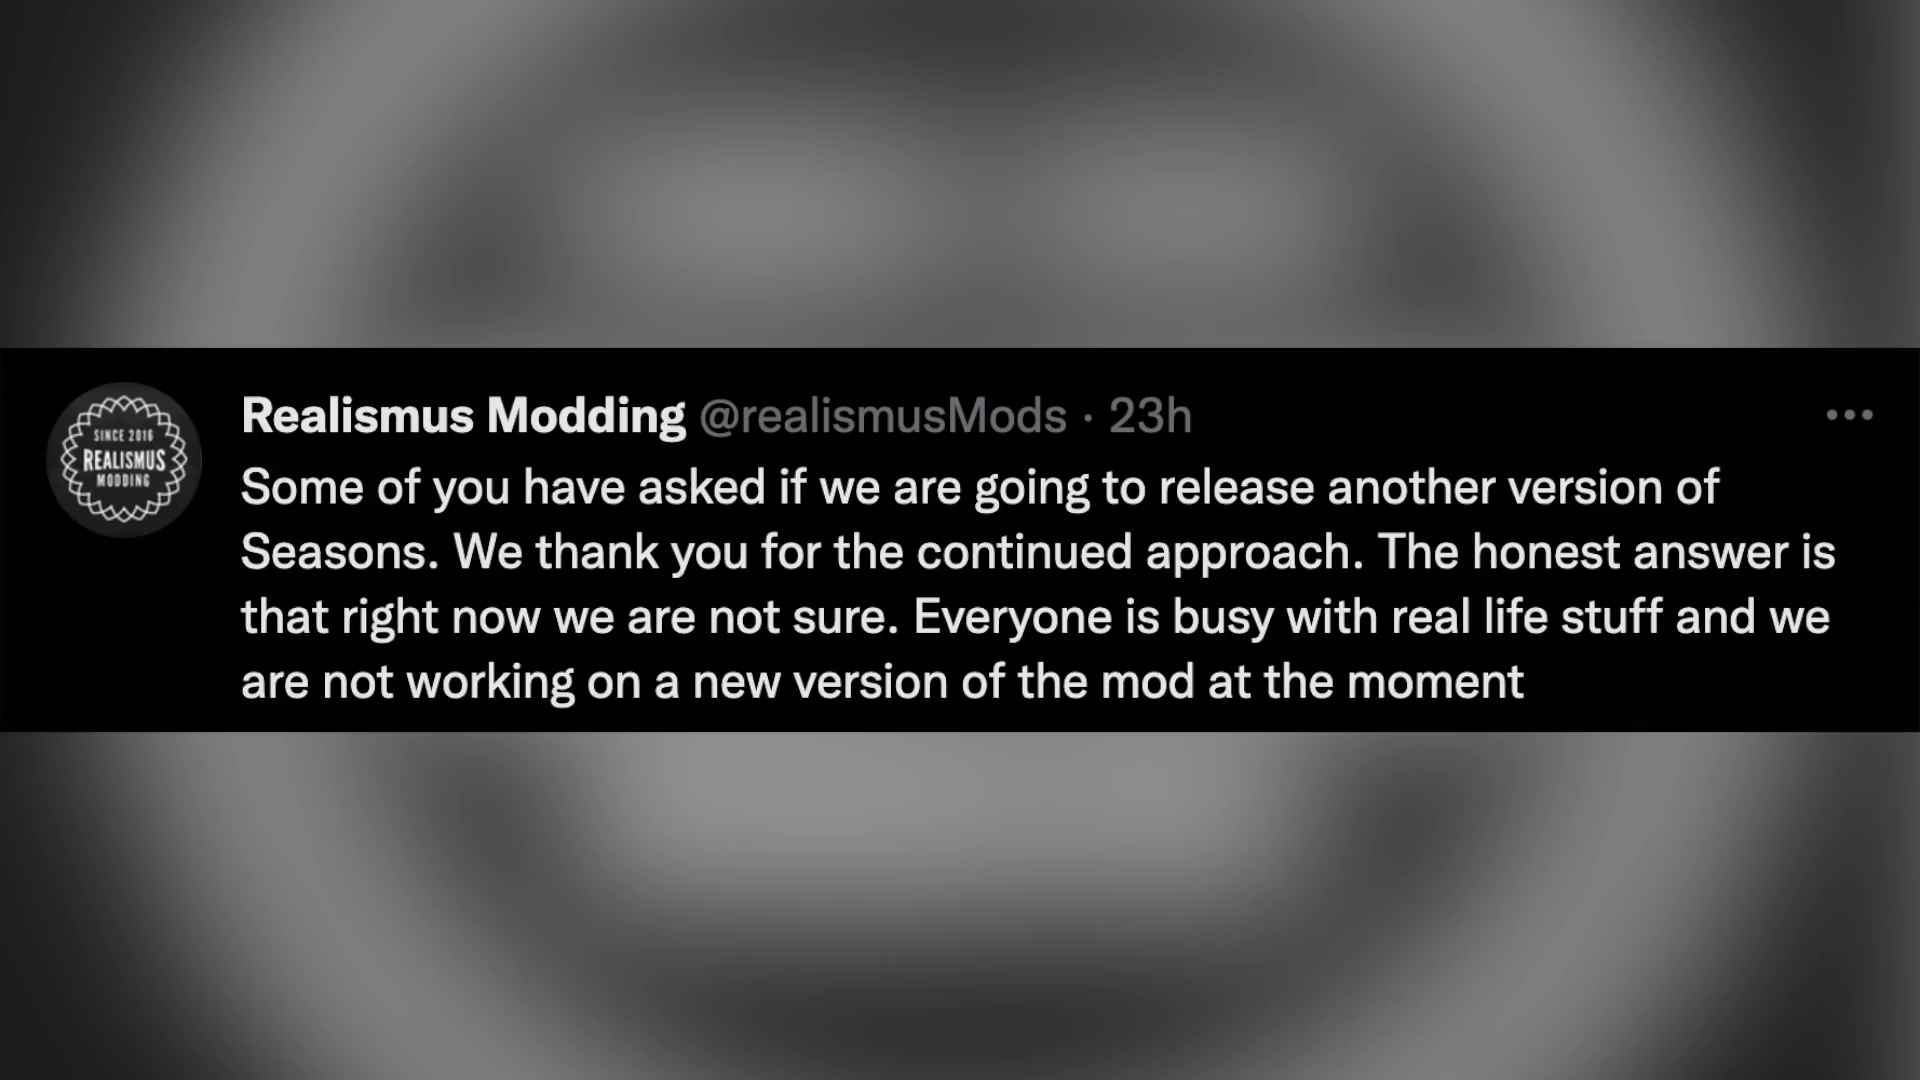 SINCE 2016
REALISMUS
MODDING
Realismus Modding @realismusMods · 23h
Some of you have asked if we are going to release another version of
Seasons. We thank you for the continued approach. The honest answer is
that right now we are not sure. Everyone is busy with real life stuff and we
are not working on a new version of the mod at the moment